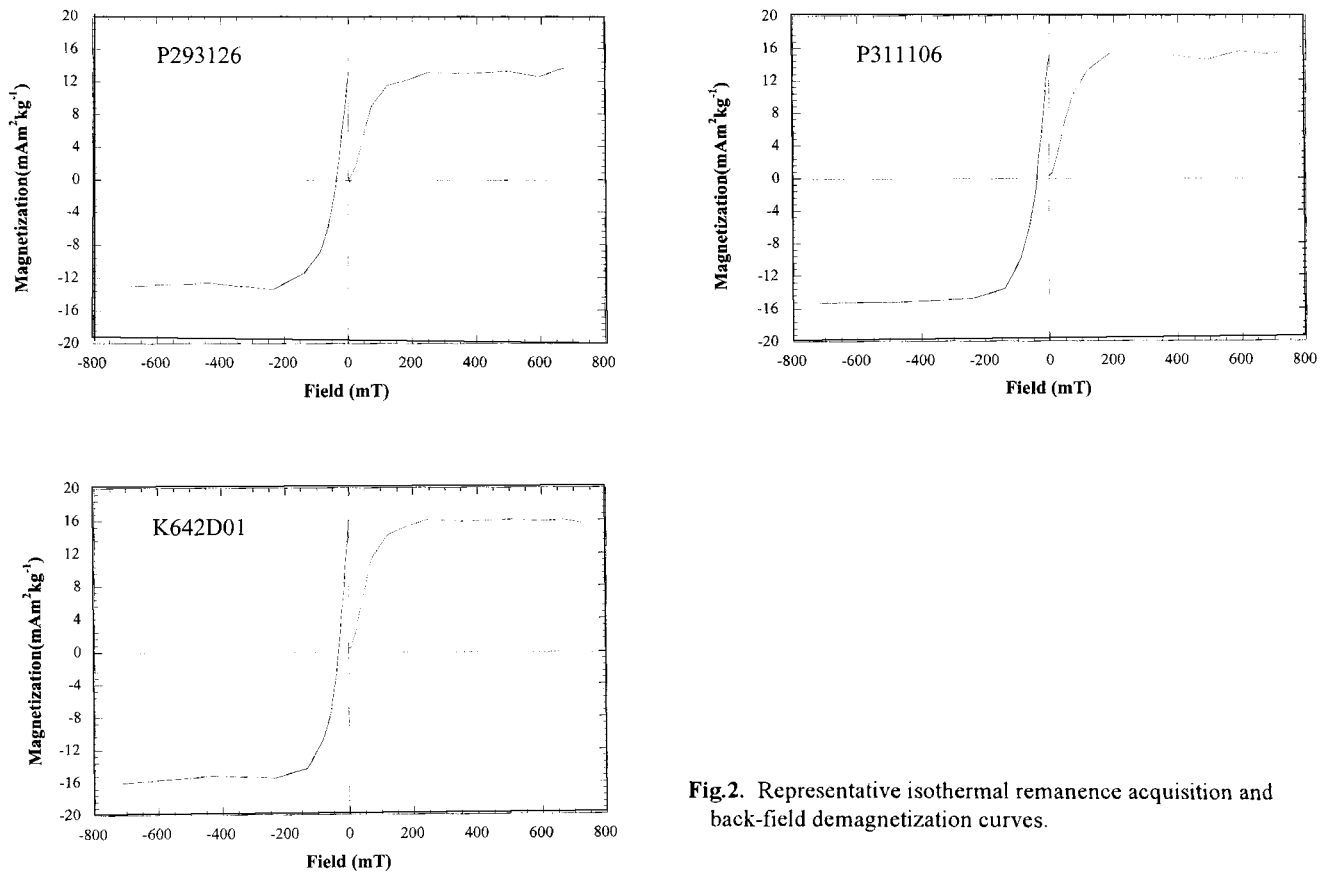 P293126
Magnetization(mAm²kg⁻¹)
20
16
12
8
4
0
-4
-8
-12
-16
-20
-800 -600 -400 -200 0 200 400 600 800
Field (mT)
P311106
Magnetization(mAm²kg⁻¹)
20
16
12
8
4
0
-4
-8
-12
-16
-20
-800 -600 -400 -200 0 200 400 600 800
Field (mT)
K642D01
Magnetization(mAm²kg⁻¹)
20
16
12
8
4
0
-4
-8
-12
-16
-20
-800 -600 -400 -200 0 200 400 600 800
Field (mT)
Fig.2. Representative isothermal remanence acquisition and
back-field demagnetization curves.